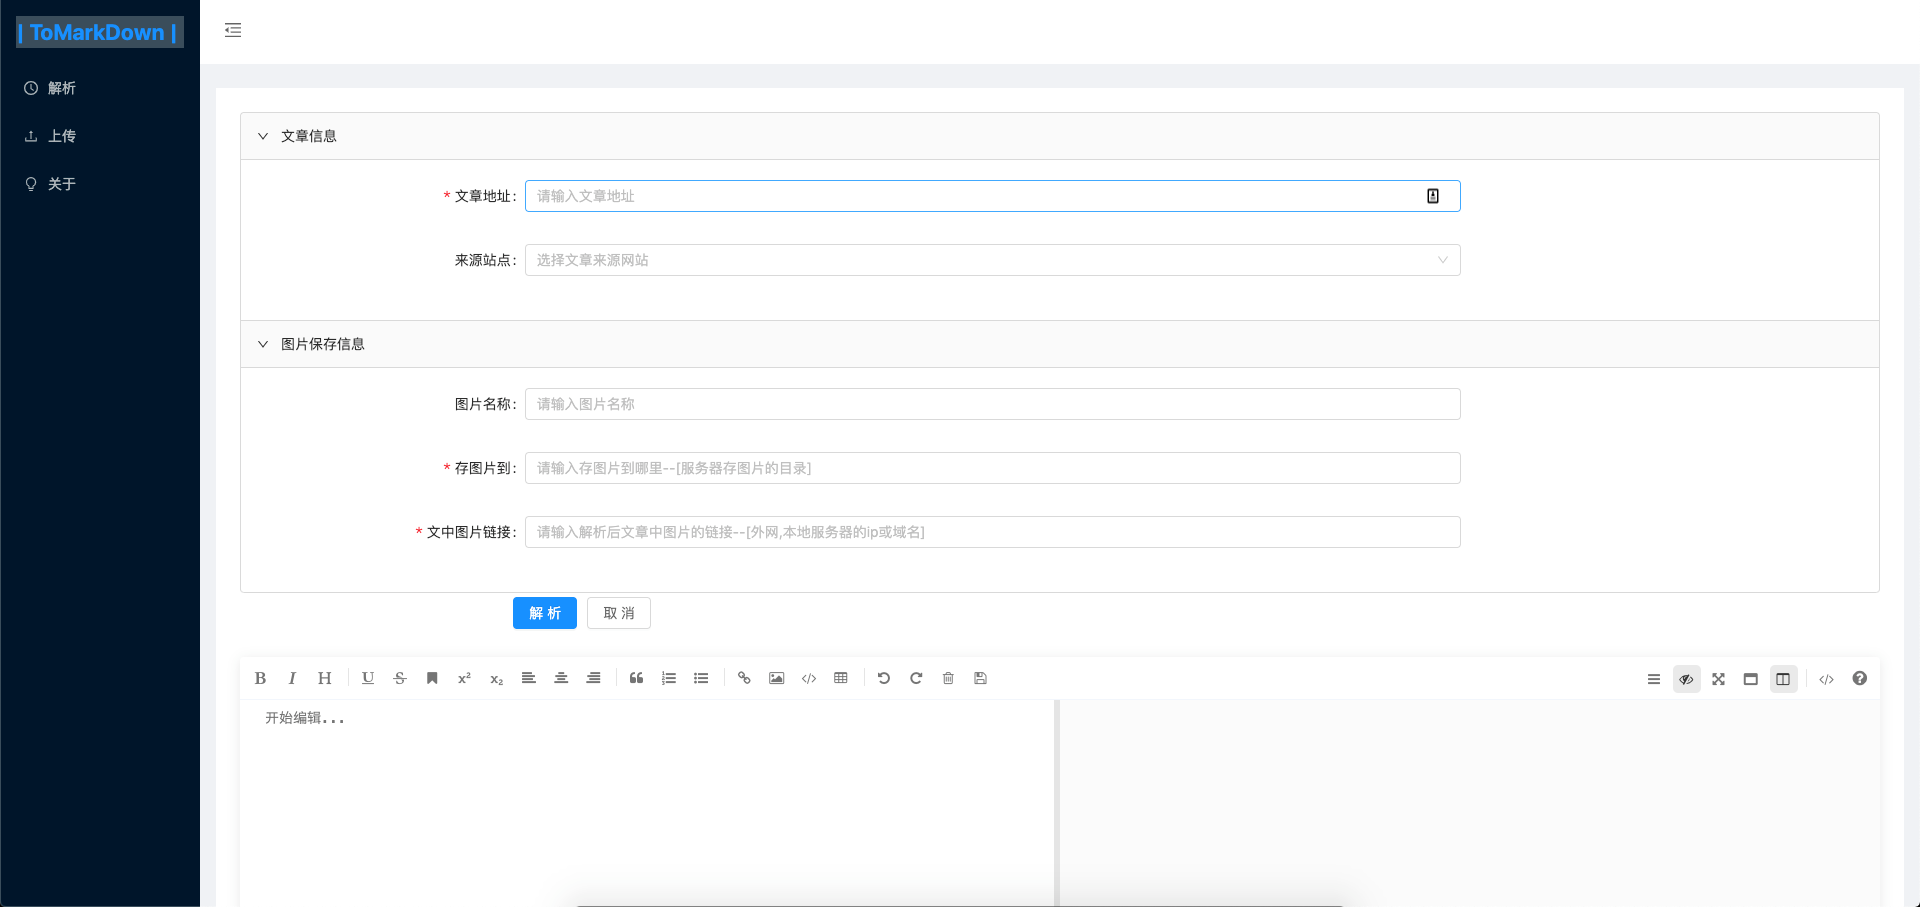 | ToMarkDown |
解析
上传
关于
文章信息
* 文章地址:
请输入文章地址
来源站点:
选择文章来源网站
图片保存信息
图片名称:
请输入图片名称
* 存图片到:
请输入存图片到哪里--[服务器存图片的目录]
* 文中图片链接:
请输入解析后文章中图片的链接--[外网,本地服务器的ip或域名]
解 析 取 消
B I H U S x² x₂ </> </> ?
开始编辑...